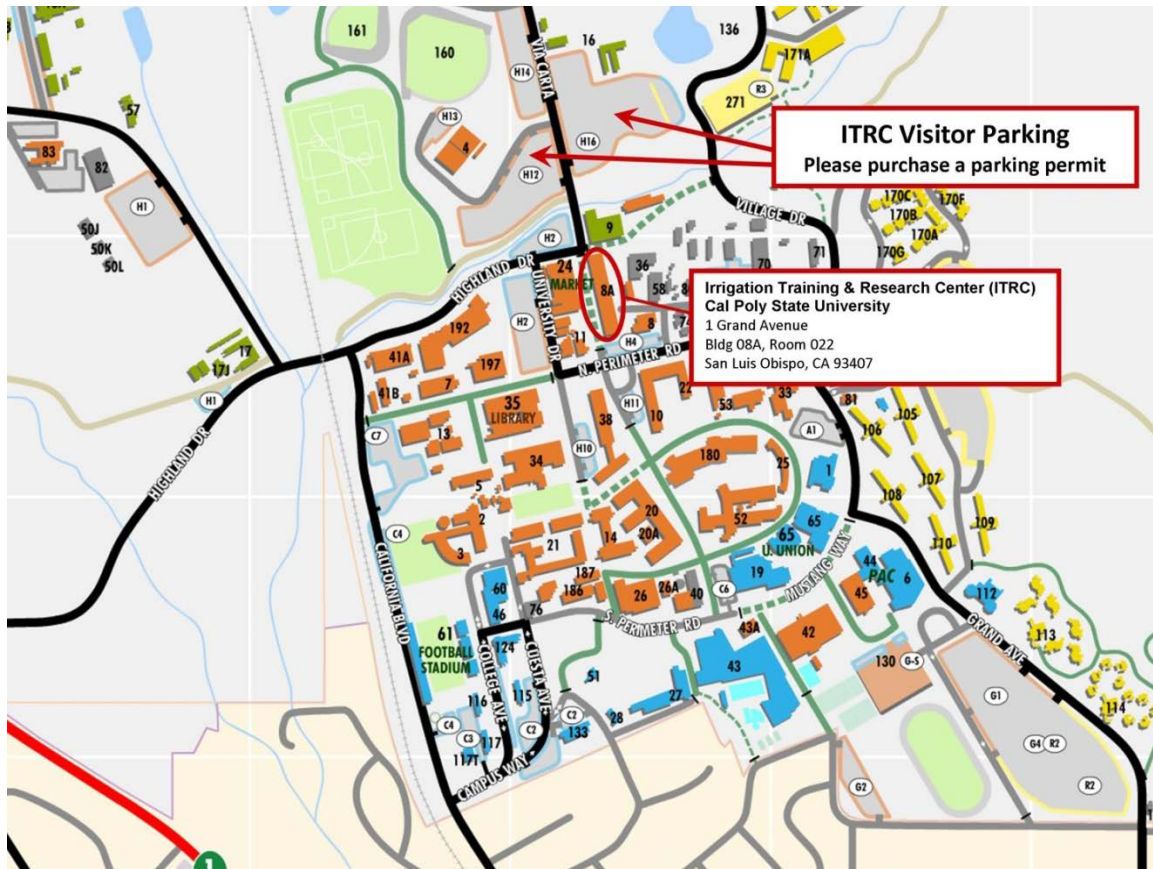 161
160
16
136
171A
R3
271
H14
VIA CARTA
57
H13
4
H16
H12
ITRC Visitor Parking
Please purchase a parking permit
83
82
H1
50J
50K
50L
170C
170F
170B
170A
170G
VILLAGE DR
71
9
H2
HIGHLAND DR
UNIVERSITY DR
24
MARKET
8A
36
58
70
Irrigation Training & Research Center (ITRC)
Cal Poly State University
1 Grand Avenue
Bldg 08A, Room 022
San Luis Obispo, CA 93407
192
H2
11
8
H4
N. PERIMETER RD
17
17J
H1
41A
41B
7
197
HIGHLAND DR
35
LIBRARY
38
H11
10
22
53
33
81
A1
105
106
C7
13
34
H10
180
25
1
107
108
5
2
3
C4
21
14
20
20A
52
65
65
U. UNION
109
110
CALIFORNIA BLVD
60
46
76
187
186
26
26A
40
C6
19
MUSTANG WAY
44
PAC
6
45
112
S. PERIMETER RD
43A
42
GRAND AVE
113
61
FOOTBALL
STADIUM
124
COLLEGE AVE
CUESTA AVE
43
130
G-S
G1
51
27
116
115
C4
C3
117
117T
C2
C2
133
28
CAMPUS WAY
G4
R2
114
G2
R2
1